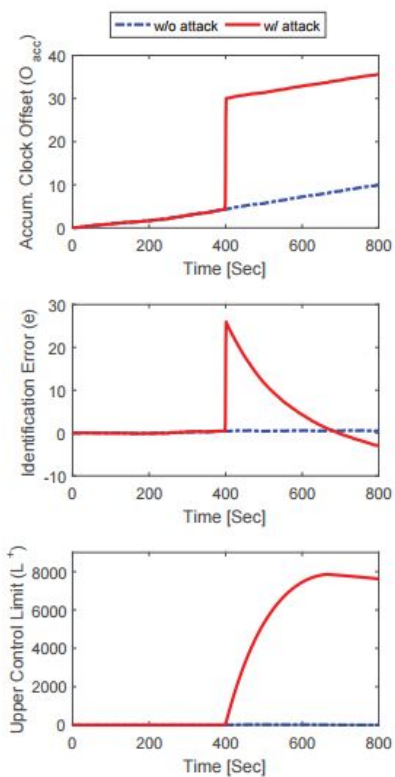 w/o attack
w/ attack
Accum. Clock Offset (O acc)
40
30
20
10
0
0 200 400 600 800
Time [Sec]
Identification Error (e)
30
20
10
0
-10
0 200 400 600 800
Time [Sec]
Upper Control Limit (L +)
8000
6000
4000
2000
0
0 200 400 600 800
Time [Sec]